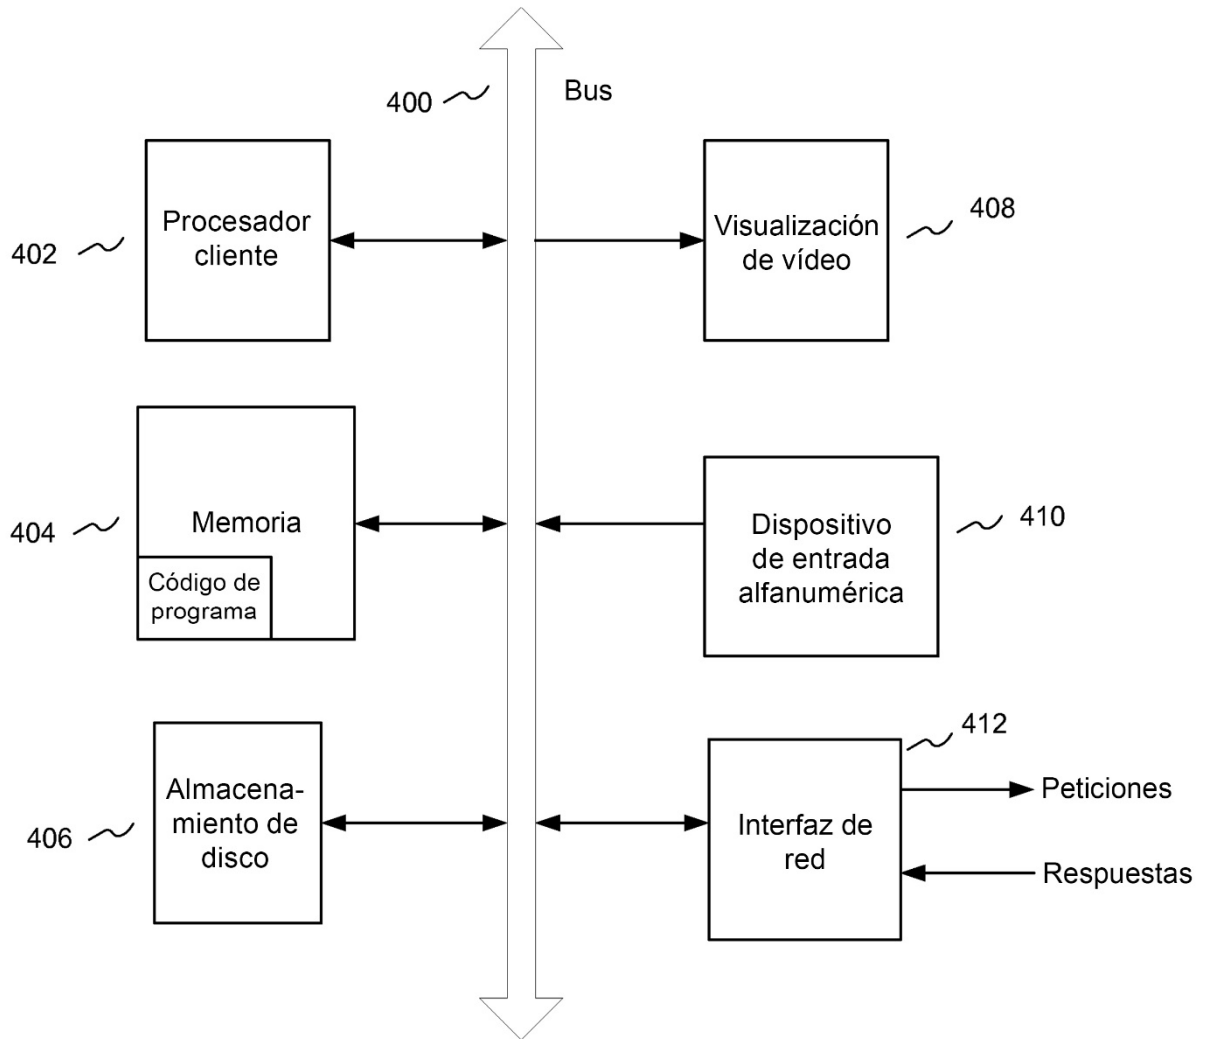 400
Bus
Procesador
cliente
402
Visualización
de vídeo
408
Memoria
404
Código de
programa
Dispositivo
de entrada
alfanumérica
410
Almacena-
miento de
disco
406
Interfaz de
red
412
Peticiones
Respuestas